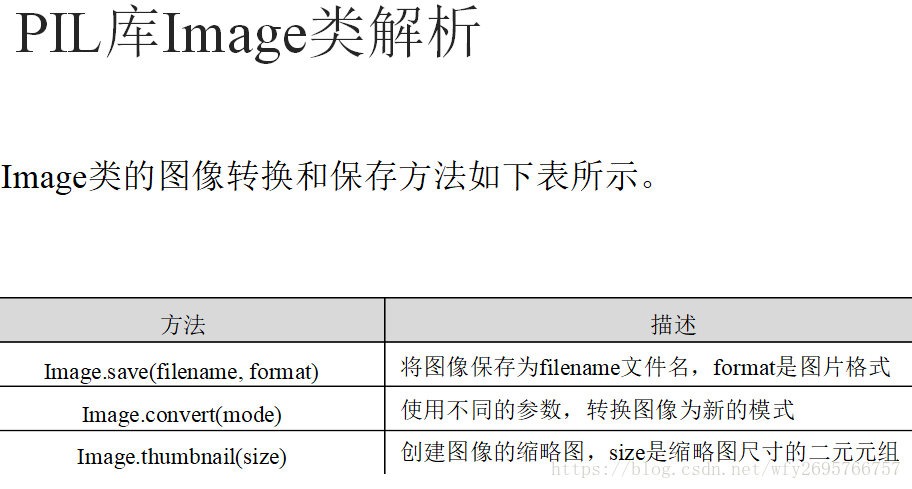 PIL库Image类解析
Image类的图像转换和保存方法如下表所示。
方法 描述
Image.save(filename, format) 将图像保存为filename文件名，format是图片格式
Image.convert(mode) 使用不同的参数，转换图像为新的模式
Image.thumbnail(size) 创建图像的缩略图，size是缩略图尺寸的二元元组
https://blog.csdn.net/wfy2695766757